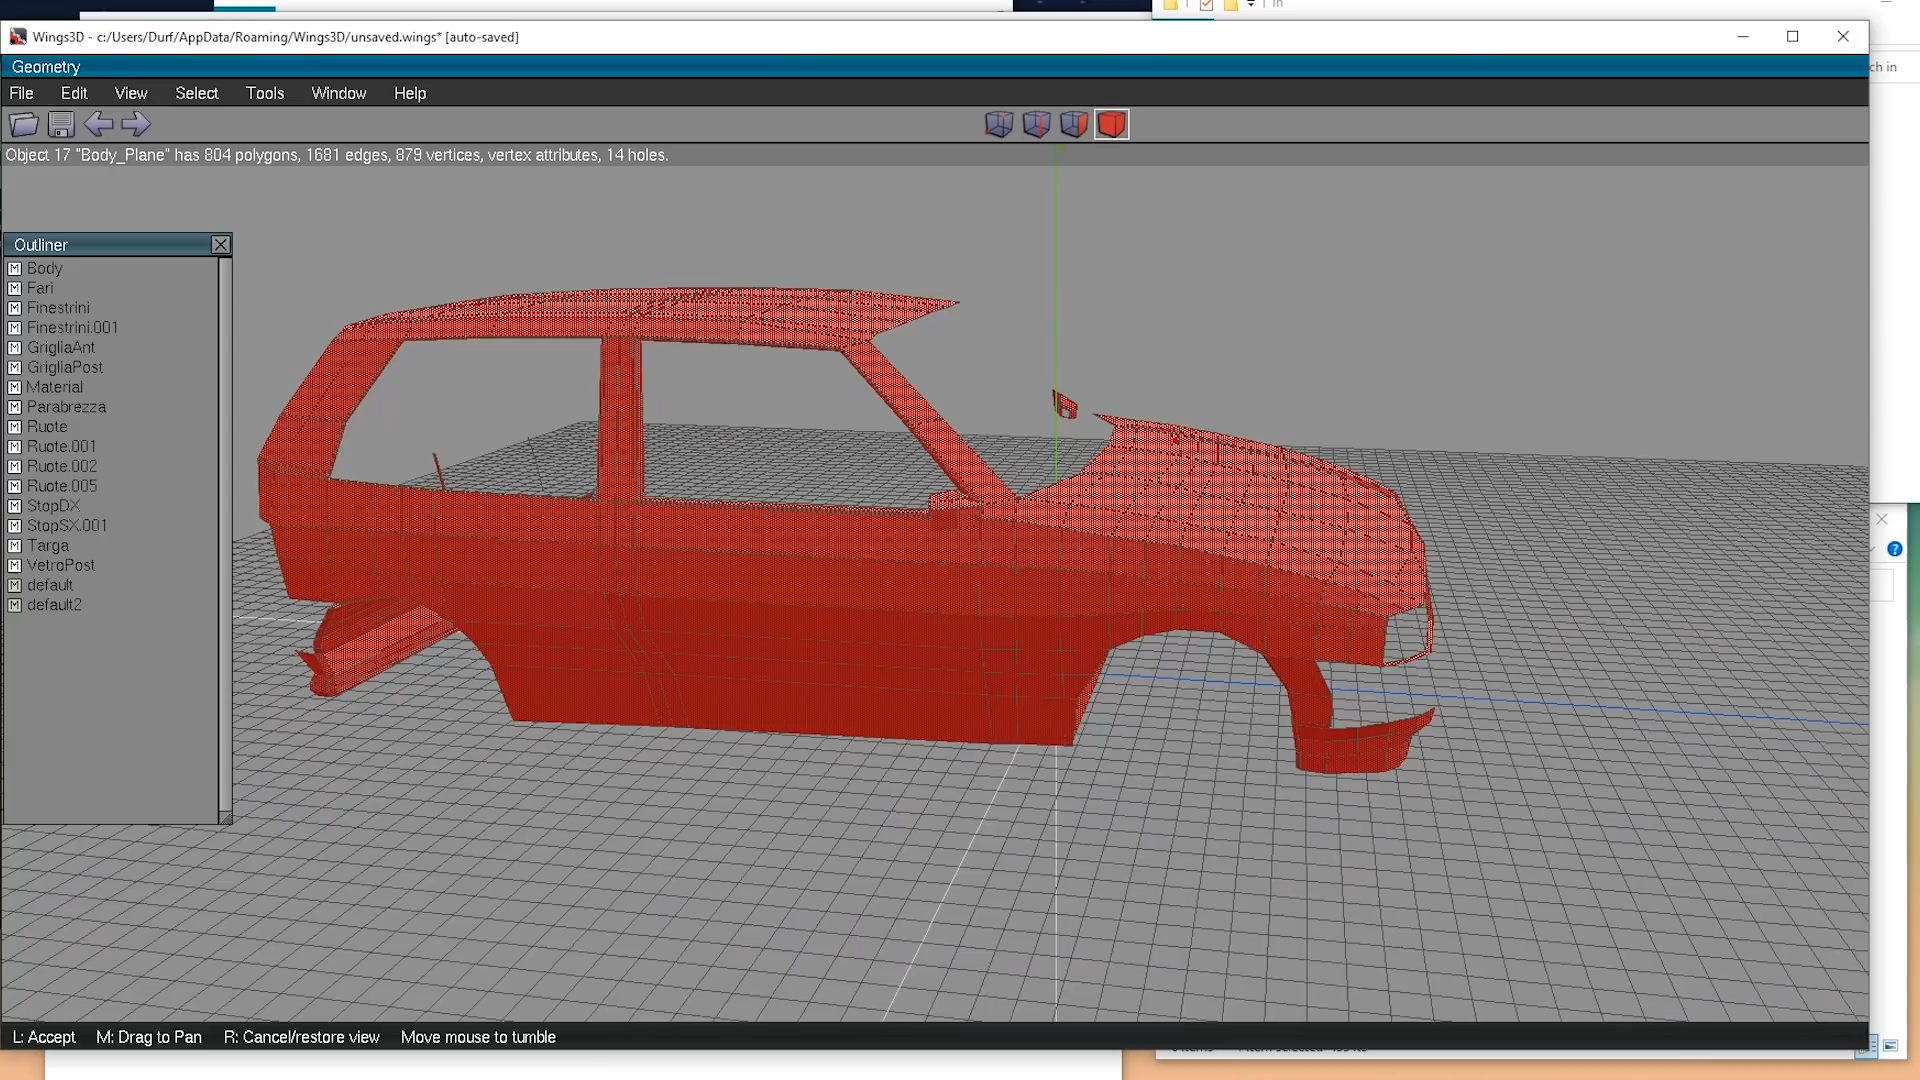 in
Wings3D - c:/Users/Durf/AppData/Roaming/Wings3D/unsaved.wings* [auto-saved]
Geometry
ch in
File Edit View Select Tools Window Help
Object 17 "Body_Plane" has 804 polygons, 1681 edges, 879 vertices, vertex attributes, 14 holes.
Outliner
M Body
M Fari
M Finestrini
M Finestrini.001
M GrigliaAnt
M GrigliaPost
M Material
M Parabrezza
M Ruote
M Ruote.001
M Ruote.002
M Ruote.005
M StopDX
M StopSX.001
M Targa
M VetroPost
M default
M default2
?
L: Accept M: Drag to Pan R: Cancel/restore view Move mouse to tumble